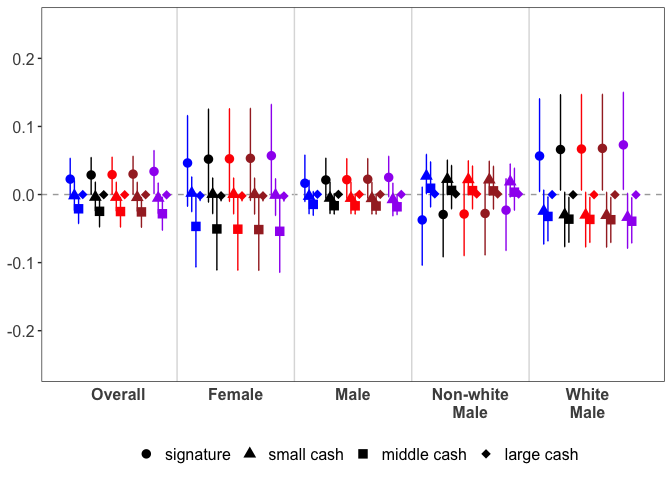 0.2
0.1
0.0
-0.1
-0.2
Overall Female Male Non-white White
Male Male
signature small cash middle cash large cash